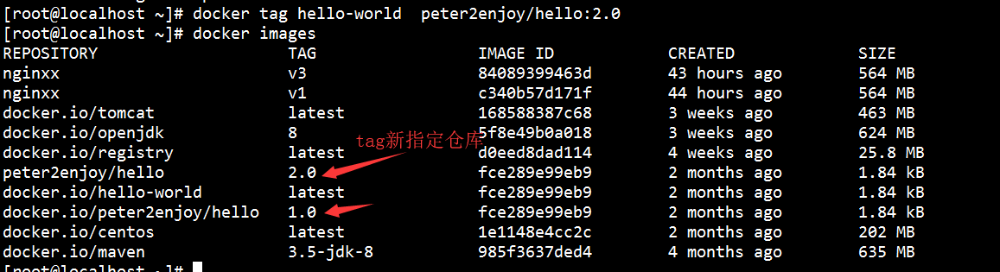 [root@localhost ~]# docker tag hello-world  peter2enjoy/hello:2.0
[root@localhost ~]# docker images
REPOSITORY TAG IMAGE ID CREATED SIZE
nginxx v3 84089399463d 43 hours ago 564 MB
nginxx v1 c340b57d171f 44 hours ago 564 MB
docker.io/tomcat latest 168588387c68 3 weeks ago 463 MB
docker.io/openjdk 8 5f8e49b0a018 3 weeks ago 624 MB
tag新指定仓库
docker.io/registry latest d0eed8dad114 4 weeks ago 25.8 MB
peter2enjoy/hello 2.0 fce289e99eb9 2 months ago 1.84 kB
docker.io/hello-world latest fce289e99eb9 2 months ago 1.84 kB
docker.io/peter2enjoy/hello 1.0 fce289e99eb9 2 months ago 1.84 kB
docker.io/centos latest 1e1148e4cc2c 2 months ago 202 MB
docker.io/maven 3.5-jdk-8 985f3637ded4 4 months ago 635 MB
[root@localhost ~]#